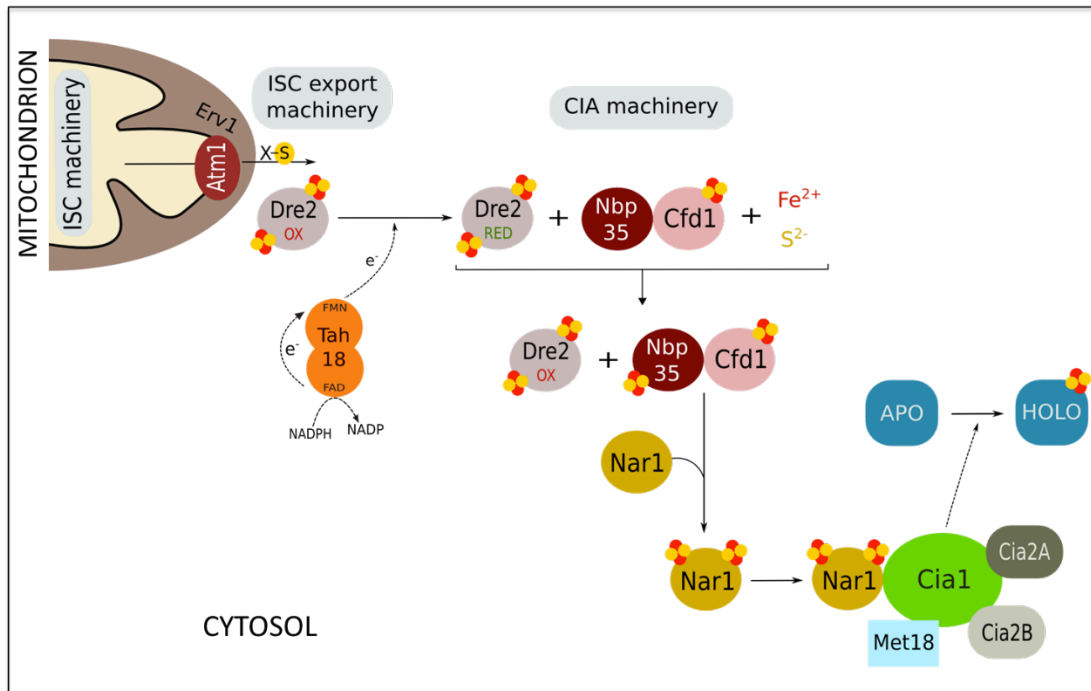 MITOCHONDRION
ISC machinery
Erv1
Atm1
X-S
ISC export
machinery
CIA machinery
Dre2
OX
Dre2
RED
+
Nbp
35
Cfd1
+
Fe²⁺
S²⁻
e⁻
FMN
Tah
18
FAD
e⁻
NADPH
NADP
Dre2
OX
+
Nbp
35
Cfd1
Nar1
APO
HOLO
Nar1
Nar1
Cia1
Cia2A
Cia2B
Met18
CYTOSOL